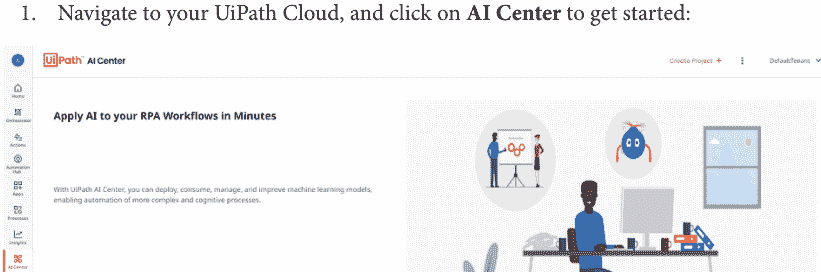 1. Navigate to your UiPath Cloud, and click on AI Center to get started:
UiPath AI Center
Create Project +
DefaultTenant
Home
Orchestrator
Actions
Automation
Hub
Apps
Processes
Insights
AI Center
Apply AI to your RPA Workflows in Minutes
With UiPath AI Center, you can deploy, consume, manage, and improve machine learning models,
enabling automation of more complex and cognitive processes.